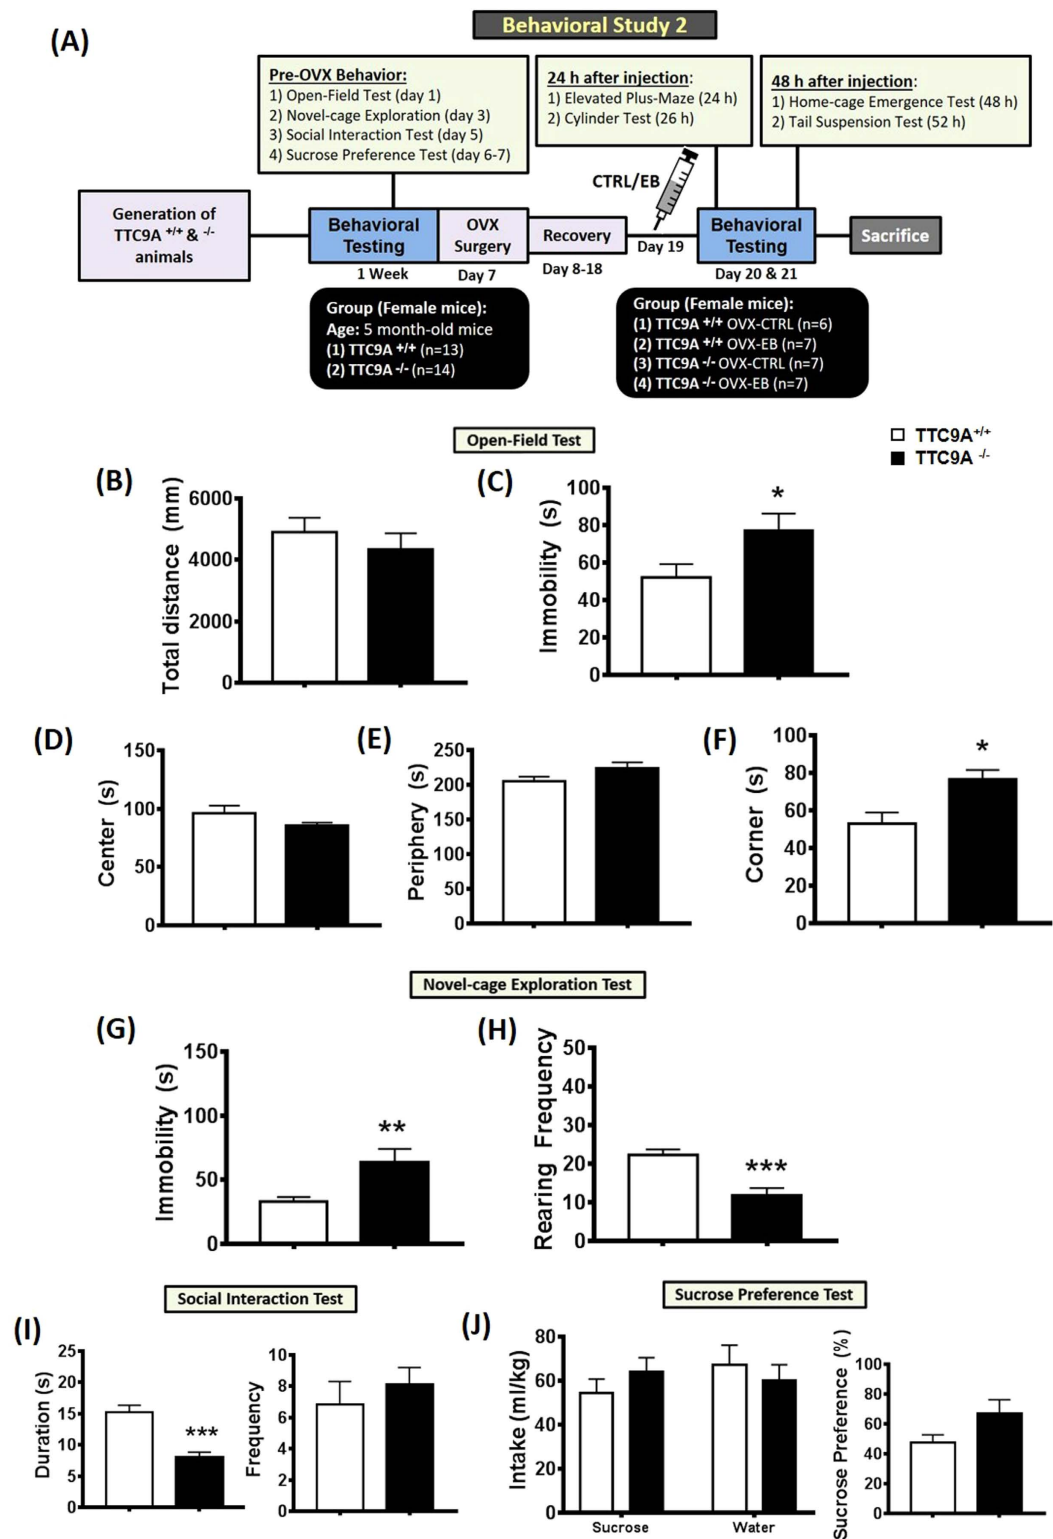 Behavioral Study 2
(A)
Pre-OVX Behavior:
1) Open-Field Test (day 1)
2) Novel-cage Exploration (day 3)
3) Social Interaction Test (day 5)
4) Sucrose Preference Test (day 6-7)
24 h after injection:
1) Elevated Plus-Maze (24 h)
2) Cylinder Test (26 h)
48 h after injection:
1) Home-cage Emergence Test (48 h)
2) Tail Suspension Test (52 h)
CTRL/EB
Generation of
TTC9A +/+ & -/-
animals
Behavioral
Testing
OVX
Surgery
Recovery
Day 19
Behavioral
Testing
Sacrifice
1 Week
Day 7
Day 8-18
Day 20 & 21
Group (Female mice):
Age: 5 month-old mice
(1) TTC9A +/+ (n=13)
(2) TTC9A -/- (n=14)
Group (Female mice):
(1) TTC9A +/+ OVX-CTRL (n=6)
(2) TTC9A +/+ OVX-EB (n=7)
(3) TTC9A -/- OVX-CTRL (n=7)
(4) TTC9A -/- OVX-EB (n=7)
Open-Field Test
TTC9A+/+
TTC9A -/-
(B)
Total distance (mm)
6000
4000
2000
0
(C)
Immobility (s)
100
80
60
40
20
0
*
(D)
Center (s)
150
100
50
0
(E)
Periphery (s)
250
200
150
100
50
0
(F)
Corner (s)
100
80
60
40
20
0
*
Novel-cage Exploration Test
(G)
Immobility (s)
150
100
50
0
**
(H)
Rearing Frequency
50
40
30
20
10
0
***
Social Interaction Test
(I)
Duration (s)
25
20
15
10
5
0
***
Frequency
10
8
6
4
2
0
Sucrose Preference Test
(J)
Intake (ml/kg)
80
60
40
20
0
Sucrose
Water
Sucrose Preference (%)
100
80
60
40
20
0